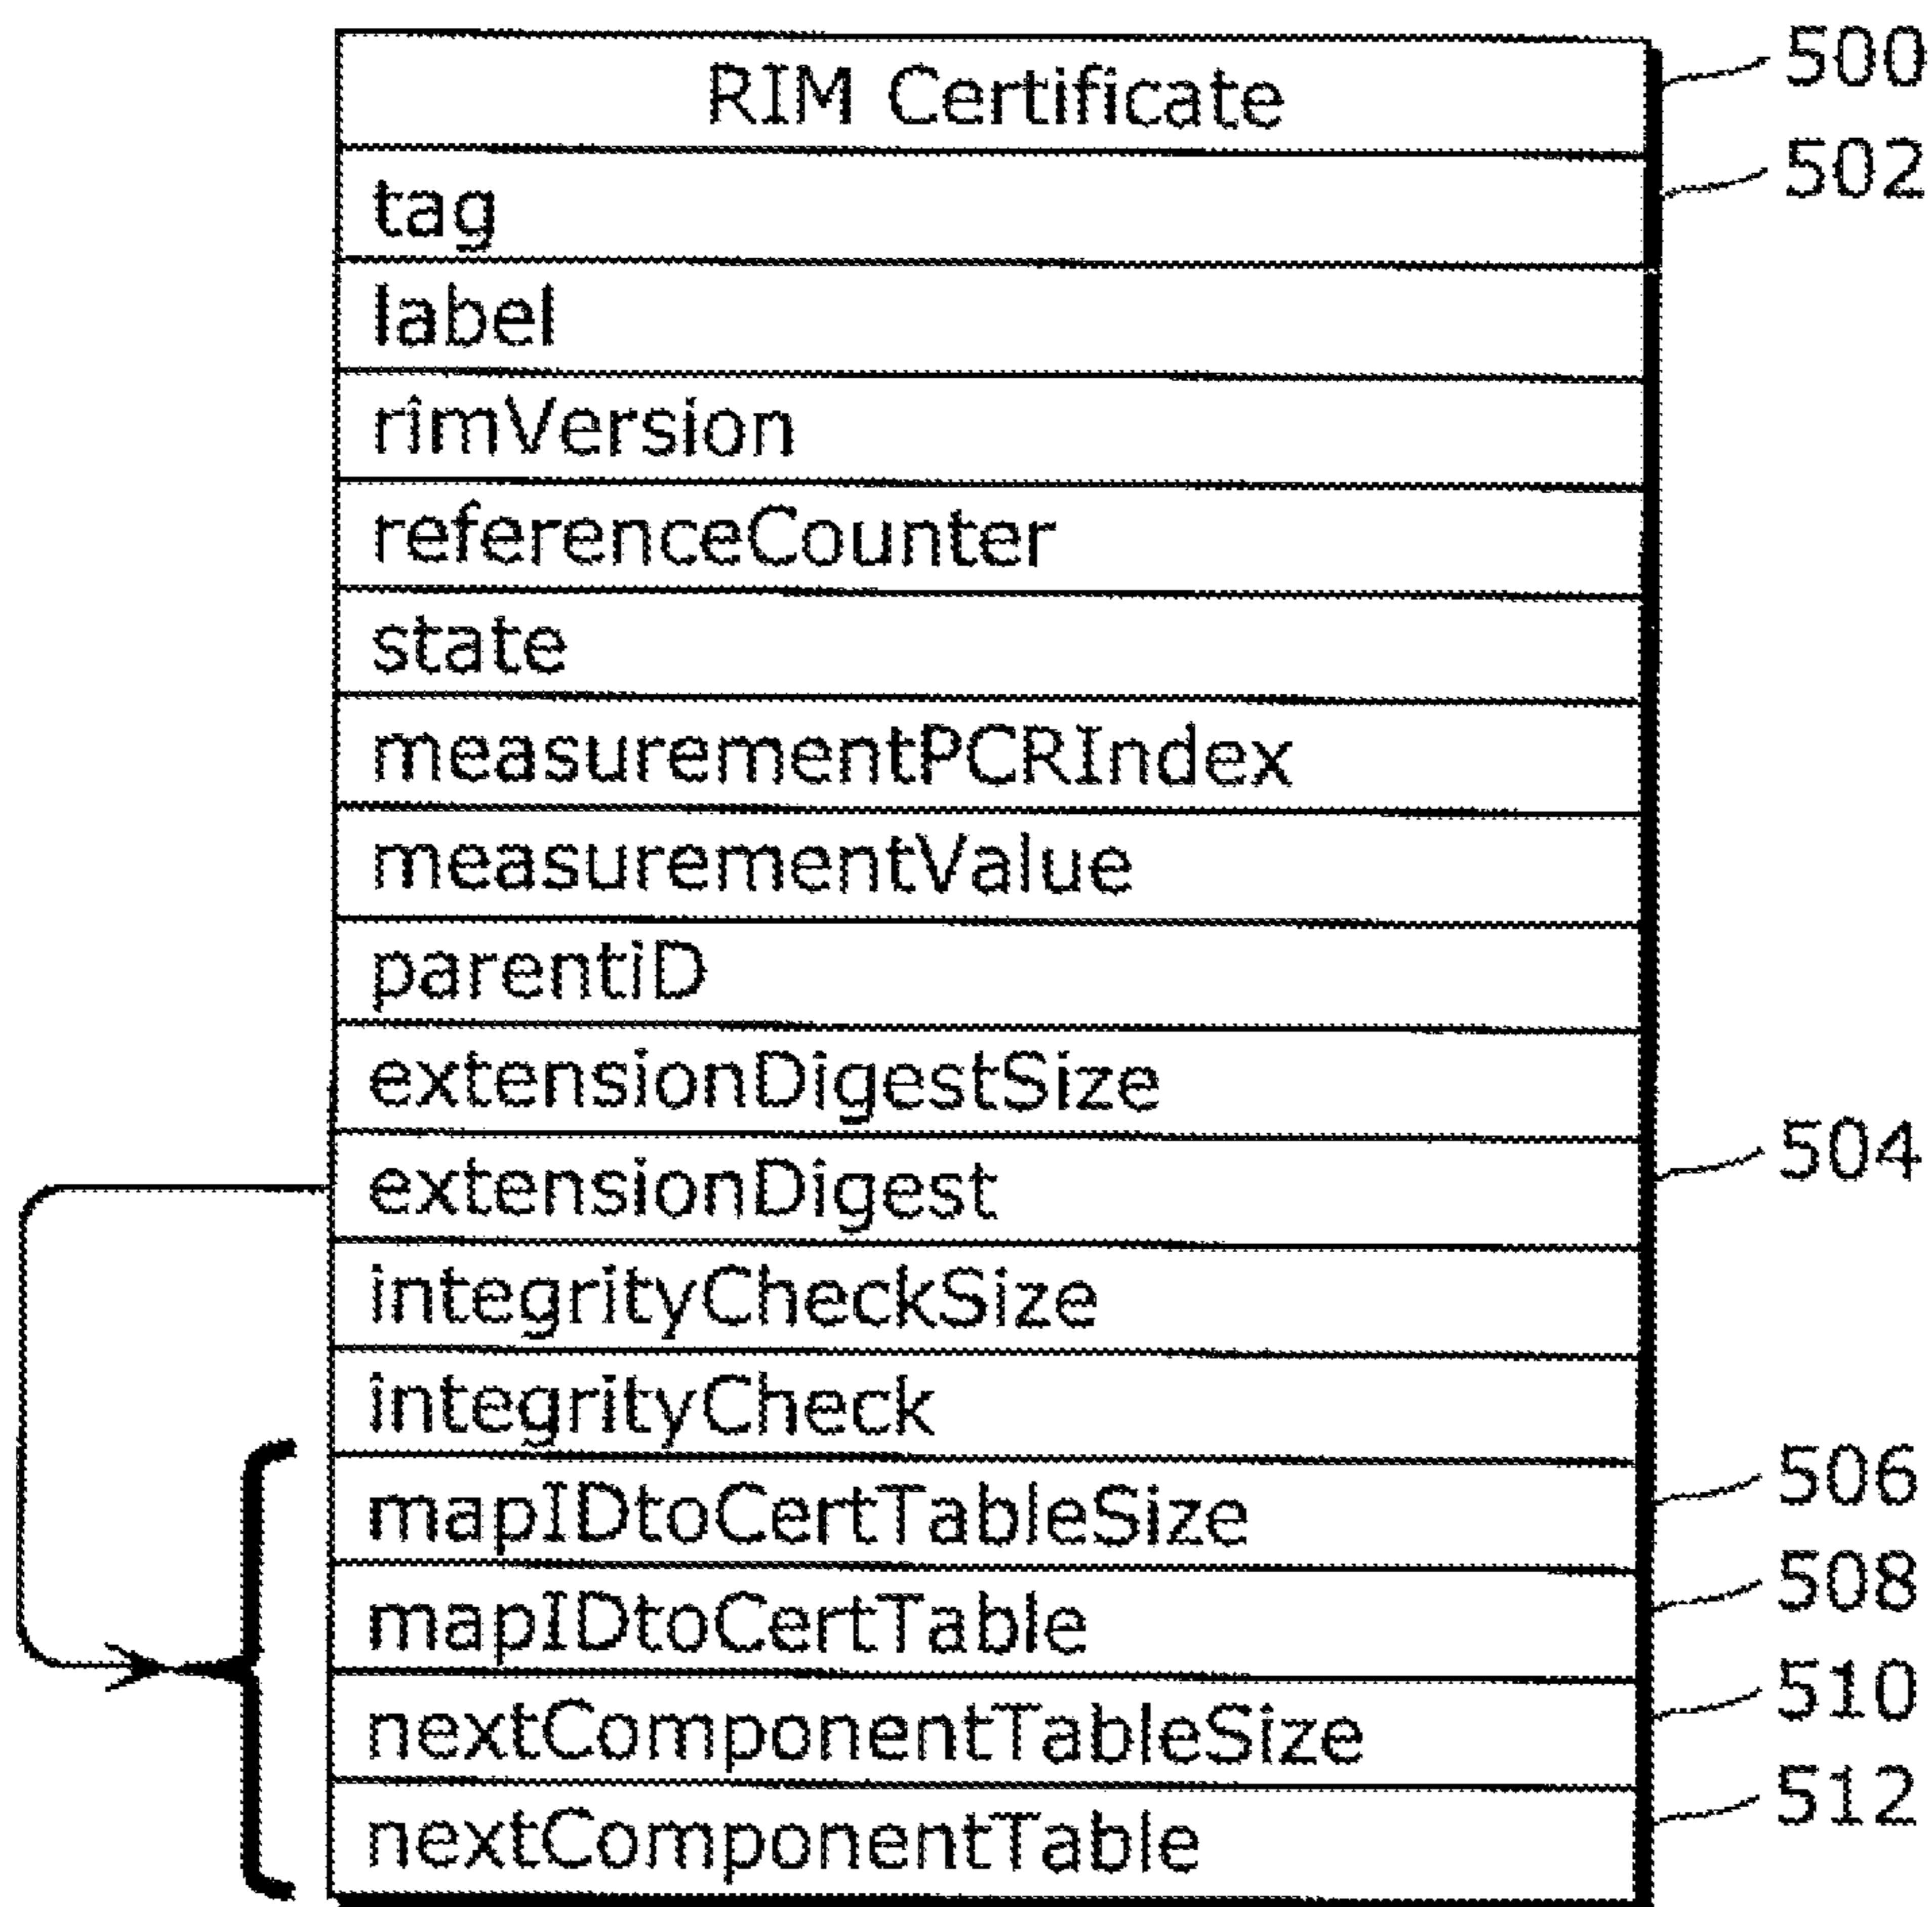 RIM Certificate 500
tag 502
label
rimVersion
referenceCounter
state
measurementPCRIndex
measurementValue
parentiD
extensionDigestSize
extensionDigest 504
integrityCheckSize
integrityCheck
mapIDtoCertTableSize 506
mapIDtoCertTable 508
nextComponentTableSize 510
nextComponentTable 512